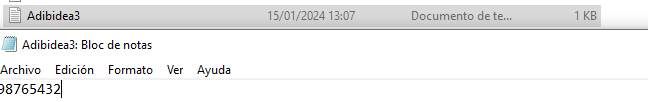 Adibidea3 15/01/2024 13:07 Documento de te... 1 KB
Adibidea3: Bloc de notas
Archivo Edición Formato Ver Ayuda
98765432